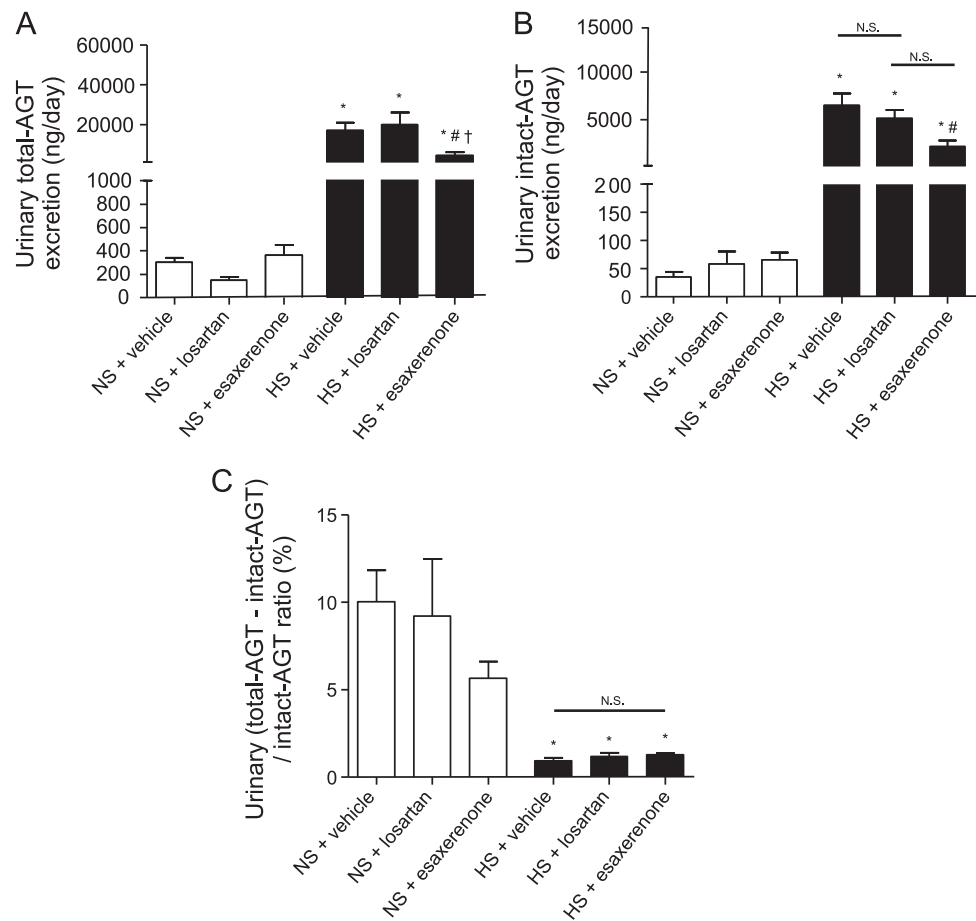 A
Urinary total-AGT
excretion (ng/day)
60000
40000
20000
1000
800
600
400
200
0
*
*
* # †
NS + vehicle
NS + losartan
NS + esaxerenone
HS + vehicle
HS + losartan
HS + esaxerenone
B
Urinary intact-AGT
excretion (ng/day)
15000
10000
5000
200
150
100
50
0
N.S.
N.S.
*
*
* #
NS + vehicle
NS + losartan
NS + esaxerenone
HS + vehicle
HS + losartan
HS + esaxerenone
C
Urinary (total-AGT - intact-AGT)
/ intact-AGT ratio (%)
15
10
5
0
N.S.
*
*
*
NS + vehicle
NS + losartan
NS + esaxerenone
HS + vehicle
HS + losartan
HS + esaxerenone